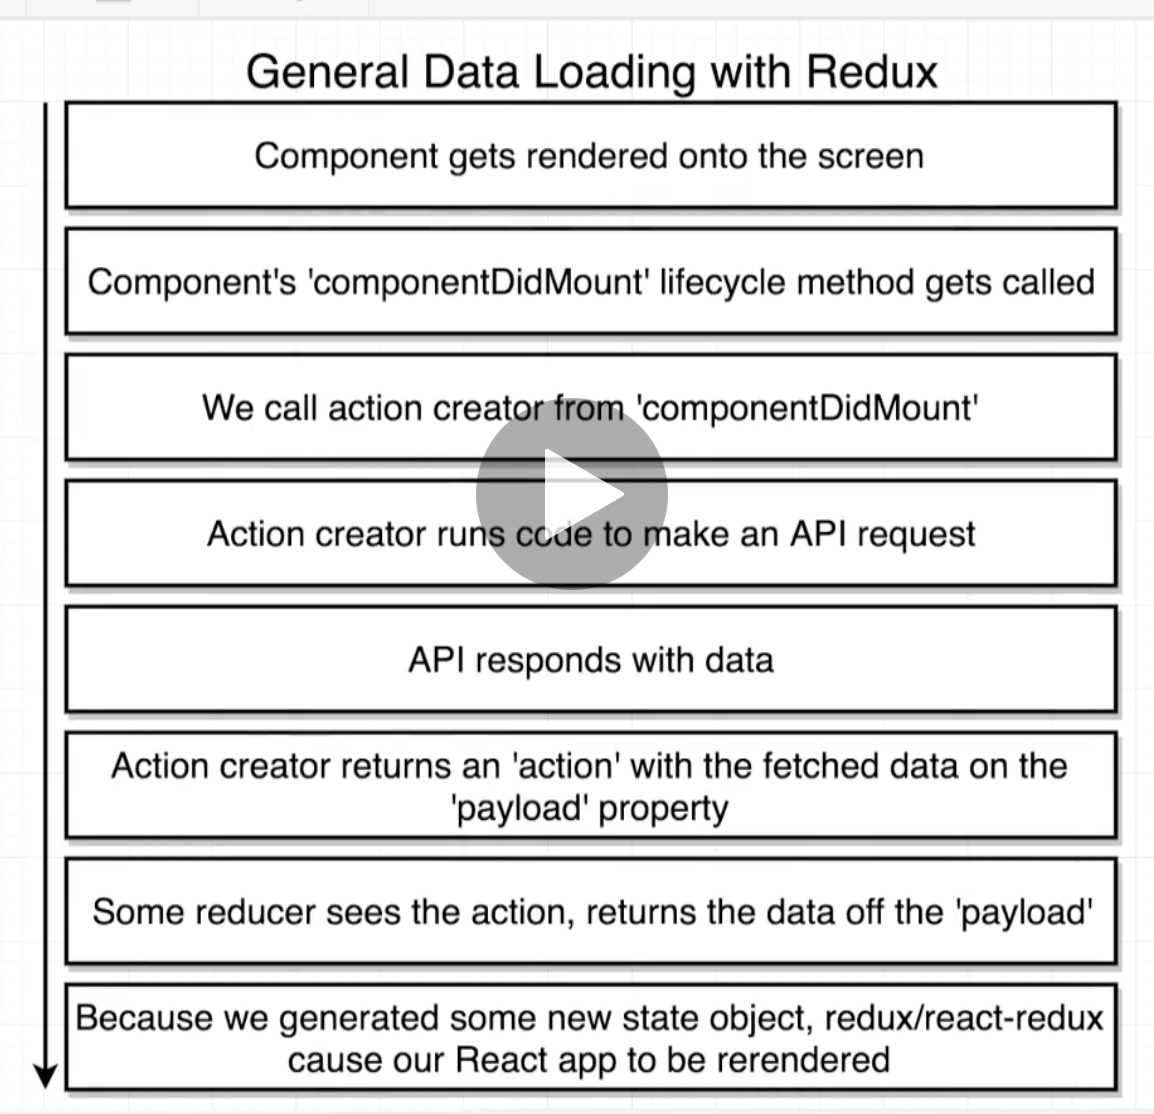 General Data Loading with Redux
Component gets rendered onto the screen
Component's 'componentDidMount' lifecycle method gets called
We call action creator from 'componentDidMount'
Action creator runs code to make an API request
API responds with data
Action creator returns an 'action' with the fetched data on the
'payload' property
Some reducer sees the action, returns the data off the 'payload'
Because we generated some new state object, redux/react-redux
cause our React app to be rerendered